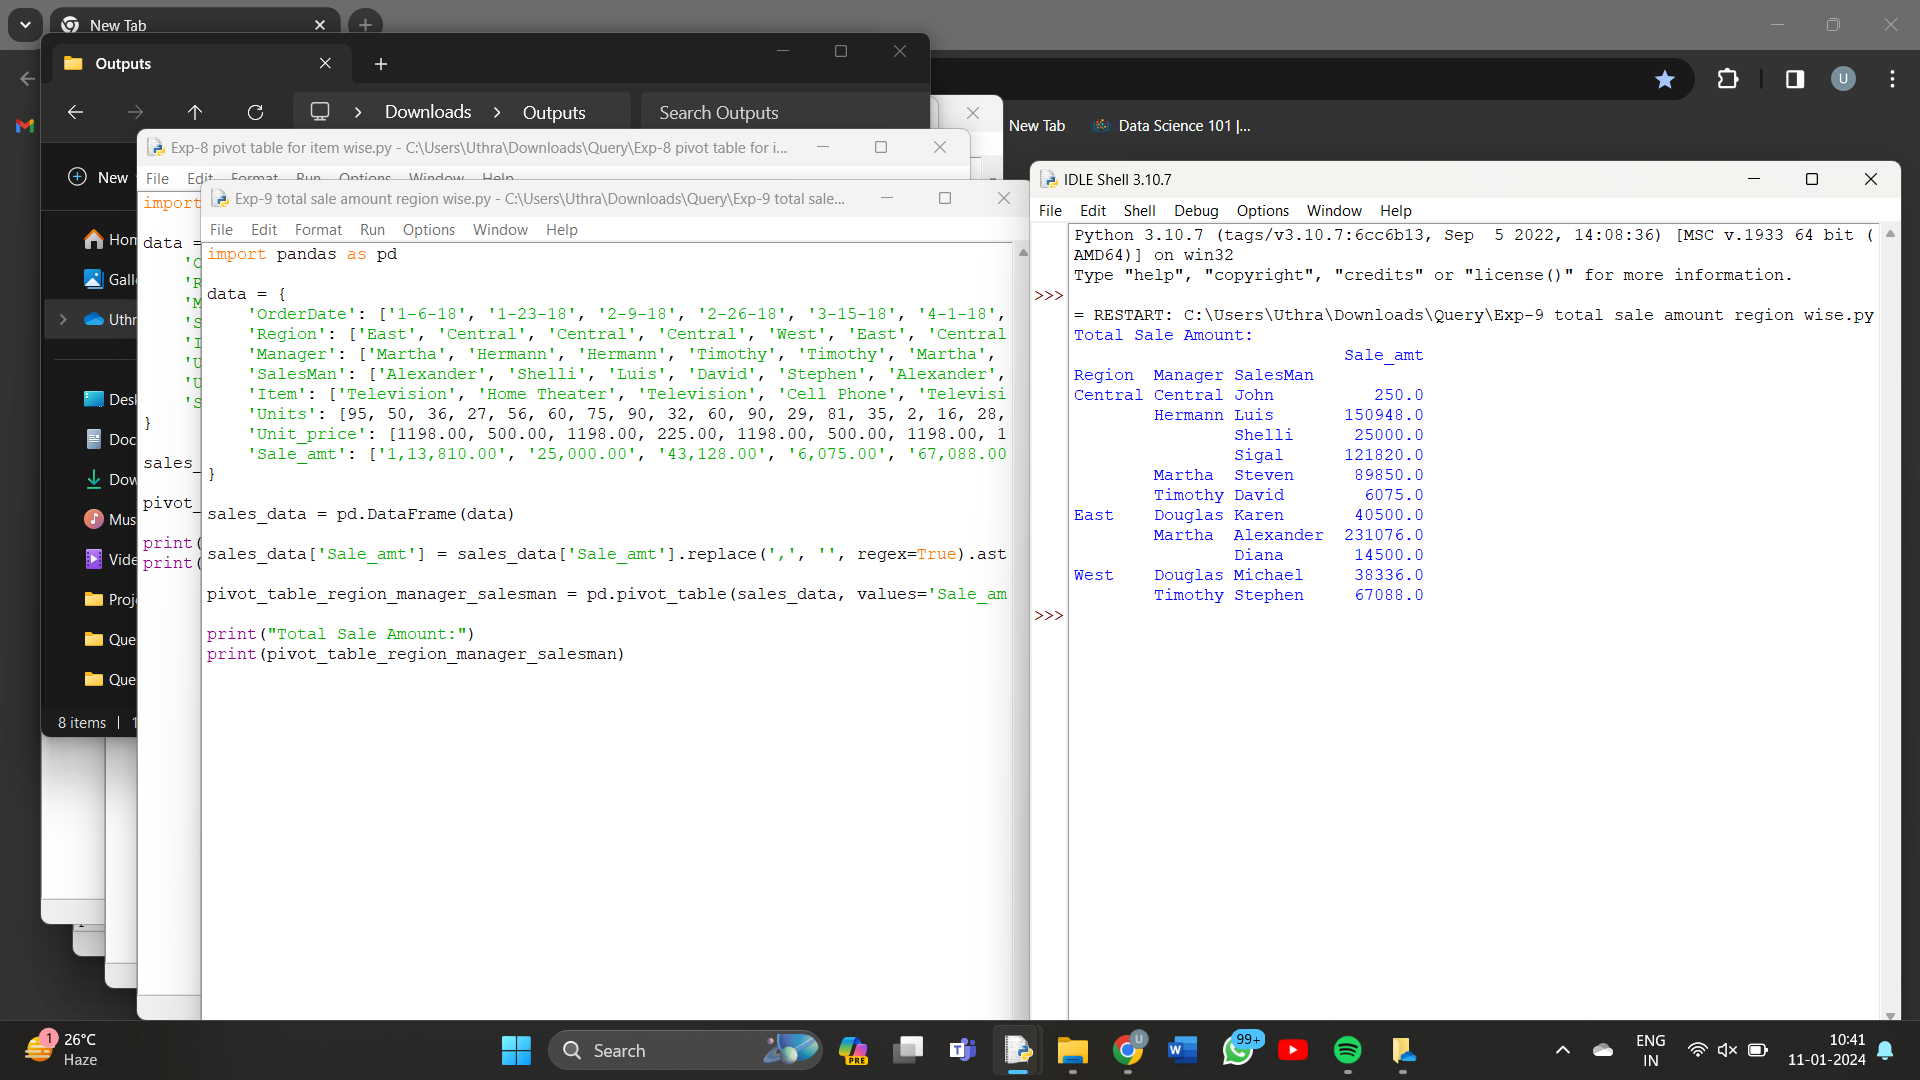 New Tab
Outputs
Downloads > Outputs
Search Outputs
New Tab
Data Science 101 |...
New
Exp-8 pivot table for item wise.py - C:\Users\Uthra\Downloads\Query\Exp-8 pivot table for i...
File Edit Format Run Options Window Help
import
data =
}
sales_
pivot_
print(
print(
Gall
Uthr
Desk
Doc
Dow
Mus
Vide
Proj
Que
Que
8 items
Exp-9 total sale amount region wise.py - C:\Users\Uthra\Downloads\Query\Exp-9 total sale...
File Edit Format Run Options Window Help
import pandas as pd
data = {
'OrderDate': ['1-6-18', '1-23-18', '2-9-18', '2-26-18', '3-15-18', '4-1-18',
'Region': ['East', 'Central', 'Central', 'Central', 'West', 'East', 'Central
'Manager': ['Martha', 'Hermann', 'Hermann', 'Timothy', 'Timothy', 'Martha',
'SalesMan': ['Alexander', 'Shelli', 'Luis', 'David', 'Stephen', 'Alexander',
'Item': ['Television', 'Home Theater', 'Television', 'Cell Phone', 'Televisi
'Units': [95, 50, 36, 27, 56, 60, 75, 90, 32, 60, 90, 29, 81, 35, 2, 16, 28,
'Unit_price': [1198.00, 500.00, 1198.00, 225.00, 1198.00, 500.00, 1198.00, 1
'Sale_amt': ['1,13,810.00', '25,000.00', '43,128.00', '6,075.00', '67,088.00
}
sales_data = pd.DataFrame(data)
sales_data['Sale_amt'] = sales_data['Sale_amt'].replace(',', '', regex=True).ast
pivot_table_region_manager_salesman = pd.pivot_table(sales_data, values='Sale_am
print("Total Sale Amount:")
print(pivot_table_region_manager_salesman)
IDLE Shell 3.10.7
File Edit Shell Debug Options Window Help
Python 3.10.7 (tags/v3.10.7:6cc6b13, Sep  5 2022, 14:08:36) [MSC v.1933 64 bit (
AMD64)] on win32
Type "help", "copyright", "credits" or "license()" for more information.
>>>
= RESTART: C:\Users\Uthra\Downloads\Query\Exp-9 total sale amount region wise.py
Total Sale Amount:
Sale_amt
Region Manager SalesMan
Central Central John 250.0
Hermann Luis 150948.0
Shelli 25000.0
Sigal 121820.0
Martha Steven 89850.0
Timothy David 6075.0
East Douglas Karen 40500.0
Martha Alexander 231076.0
Diana 14500.0
West Douglas Michael 38336.0
Timothy Stephen 67088.0
>>>
1
26°C
Haze
Search
PRE
U
99+
ENG
IN
10:41
11-01-2024